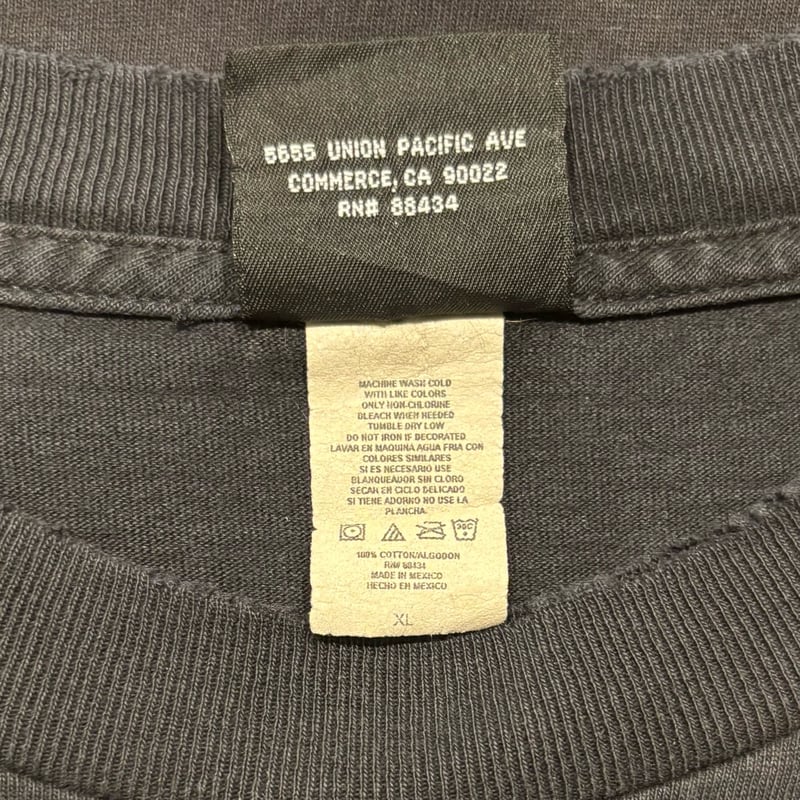 5655 UNION PACIFIC AVE
COMMERCE, CA 90022
RN# 88434
MACHINE WASH COLD
WITH LIKE COLORS
ONLY NON-CHLORINE
BLEACH WHEN NEEDED
TUMBLE DRY LOW
DO NOT IRON IF DECORATED
LAVAR EN MAQUINA AGUA FRIA CON
COLORES SIMILARES
SI ES NECESARIO USE
BLANQUEADOR SIN CLORO
SECAR EN CICLO DELICADO
SI TIENE ADORNO NO USE LA
PLANCHA.
30C
100% COTTON/ALGODON
RN# 88434
MADE IN MEXICO
HECHO EN MEXICO
XL